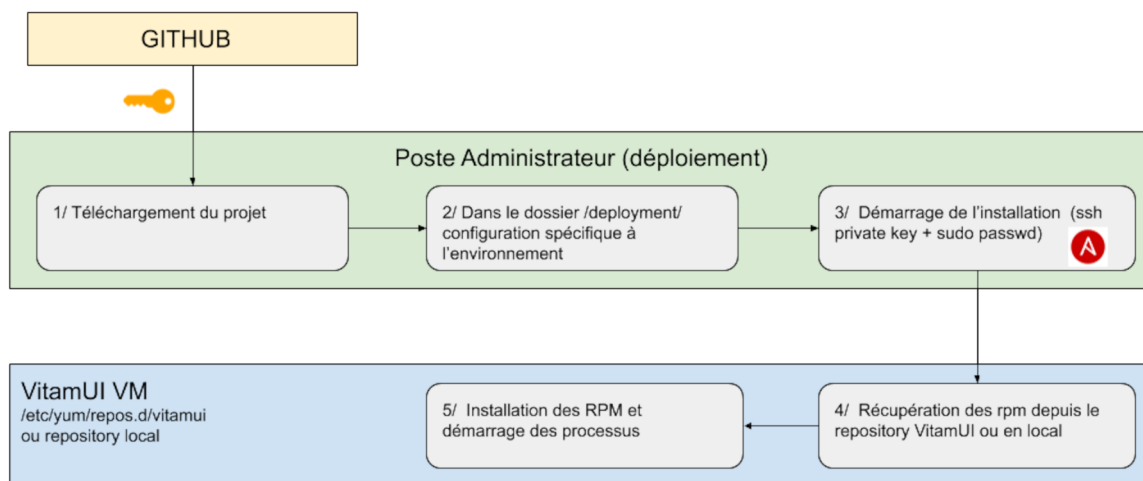 GITHUB
Poste Administrateur (déploiement)
1/ Téléchargement du projet
2/ Dans le dossier /deployment/
configuration spécifique à
l'environnement
3/  Démarrage de l'installation  (ssh
private key + sudo passwd)
VitamUI VM
/etc/yum/repos.d/vitamui
ou repository local
5/  Installation des RPM et
démarrage des processus
4/  Récupération des rpm depuis le
repository VitamUI ou en local